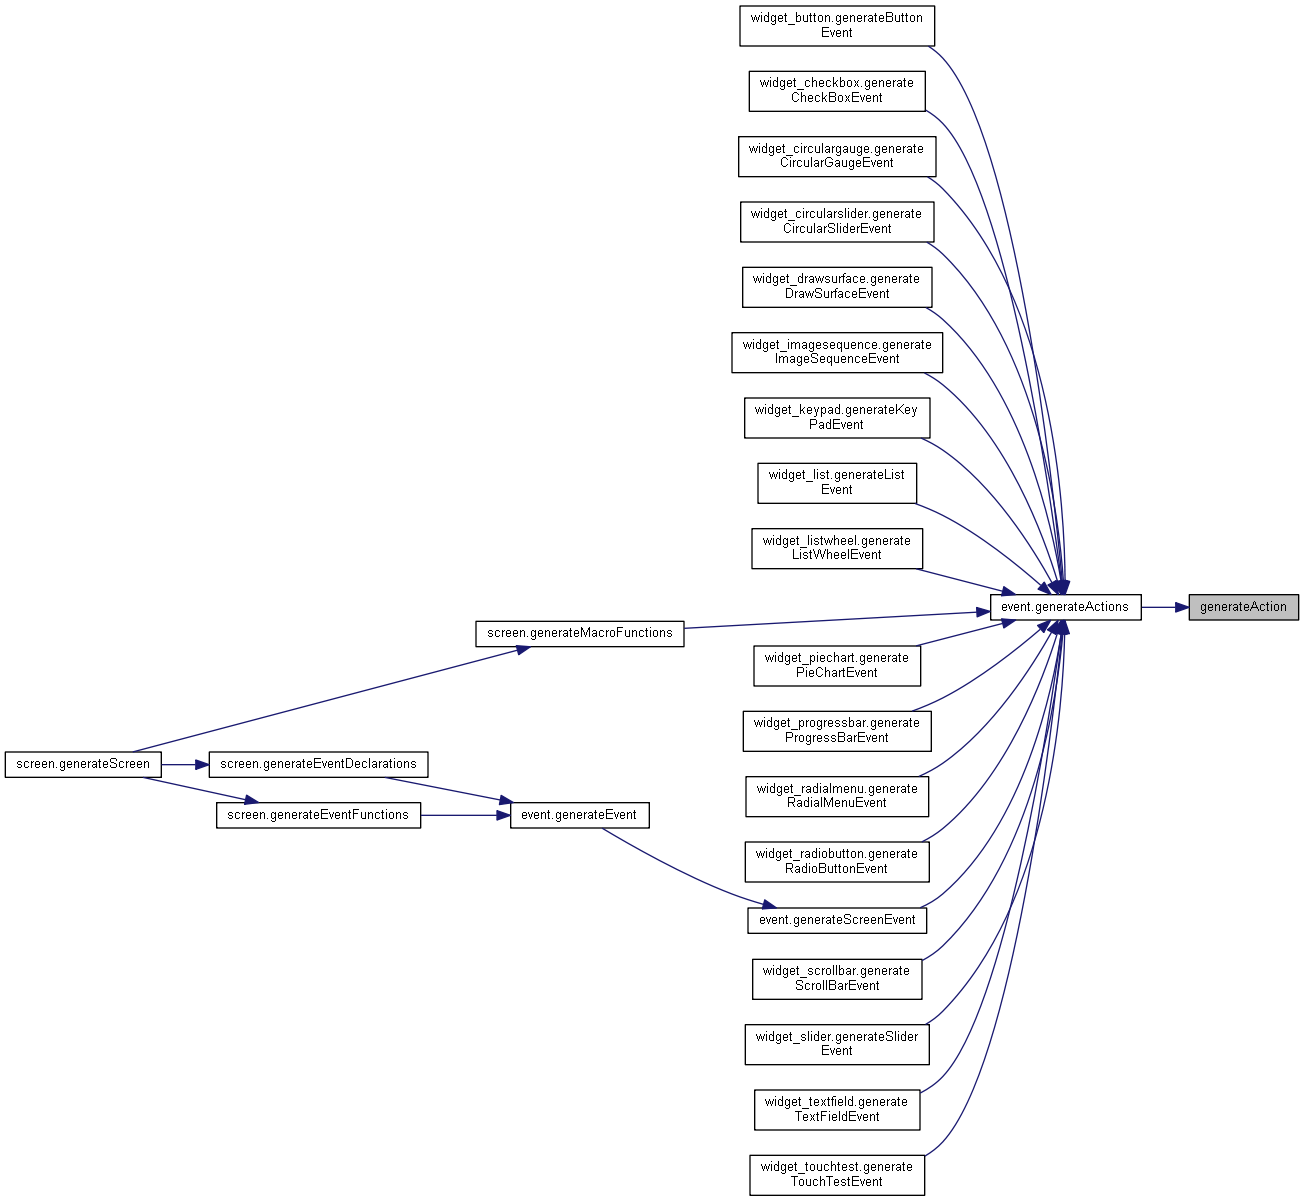 widget_button.generateButton
Event
widget_checkbox.generate
CheckBoxEvent
widget_circulargauge.generate
CircularGaugeEvent
widget_circularslider.generate
CircularSliderEvent
widget_drawsurface.generate
DrawSurfaceEvent
widget_imagesequence.generate
ImageSequenceEvent
widget_keypad.generateKey
PadEvent
widget_list.generateList
Event
widget_listwheel.generate
ListWheelEvent
event.generateActions
generateAction
screen.generateMacroFunctions
widget_piechart.generate
PieChartEvent
widget_progressbar.generate
ProgressBarEvent
screen.generateScreen
screen.generateEventDeclarations
widget_radialmenu.generate
RadialMenuEvent
screen.generateEventFunctions
event.generateEvent
widget_radiobutton.generate
RadioButtonEvent
event.generateScreenEvent
widget_scrollbar.generate
ScrollBarEvent
widget_slider.generateSlider
Event
widget_textfield.generate
TextFieldEvent
widget_touchtest.generate
TouchTestEvent